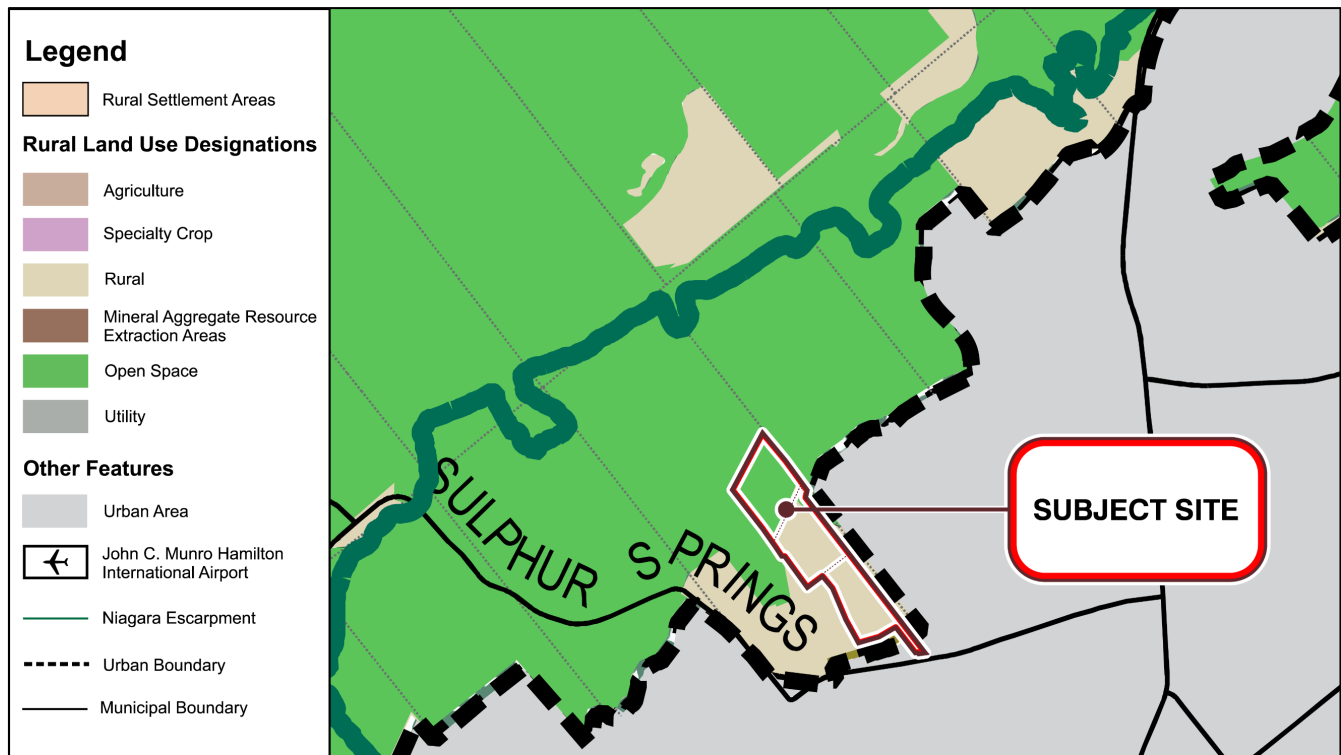 Legend
Rural Settlement Areas
Rural Land Use Designations
Agriculture
Specialty Crop
Rural
Mineral Aggregate Resource
Extraction Areas
Open Space
Utility
Other Features
Urban Area
John C. Munro Hamilton
International Airport
Niagara Escarpment
Urban Boundary
Municipal Boundary
SULPHUR SPRINGS
SUBJECT SITE